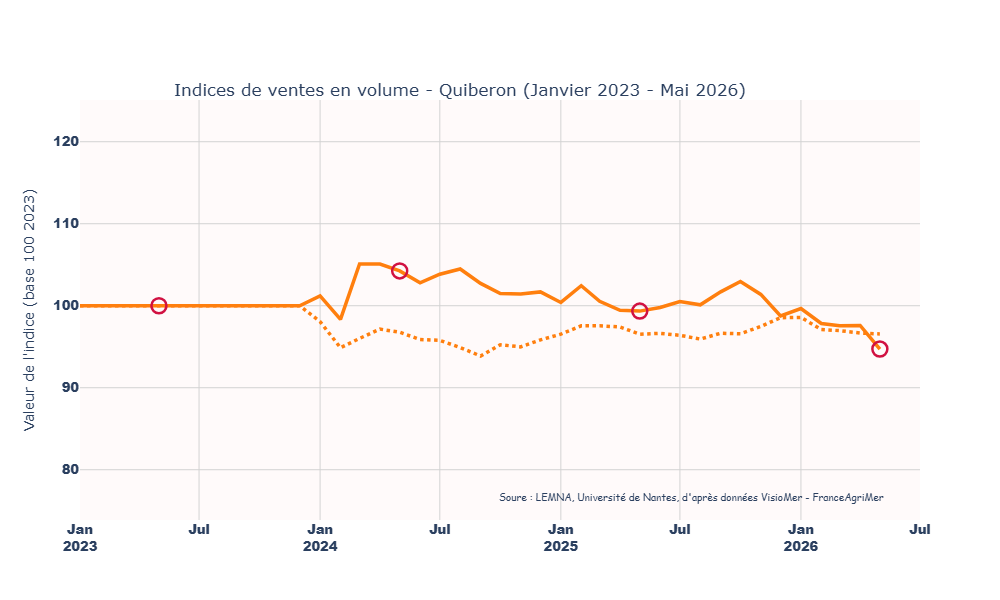 Indices de ventes en volume - Quiberon (Janvier 2023 - Mai 2026)
Valeur de l'indice (base 100 2023)
120
110
100
90
80
Soure : LEMNA, Université de Nantes, d'après données VisioMer - FranceAgriMer
Jan Jul Jan Jul Jan Jul Jan Jul
2023 2024 2025 2026